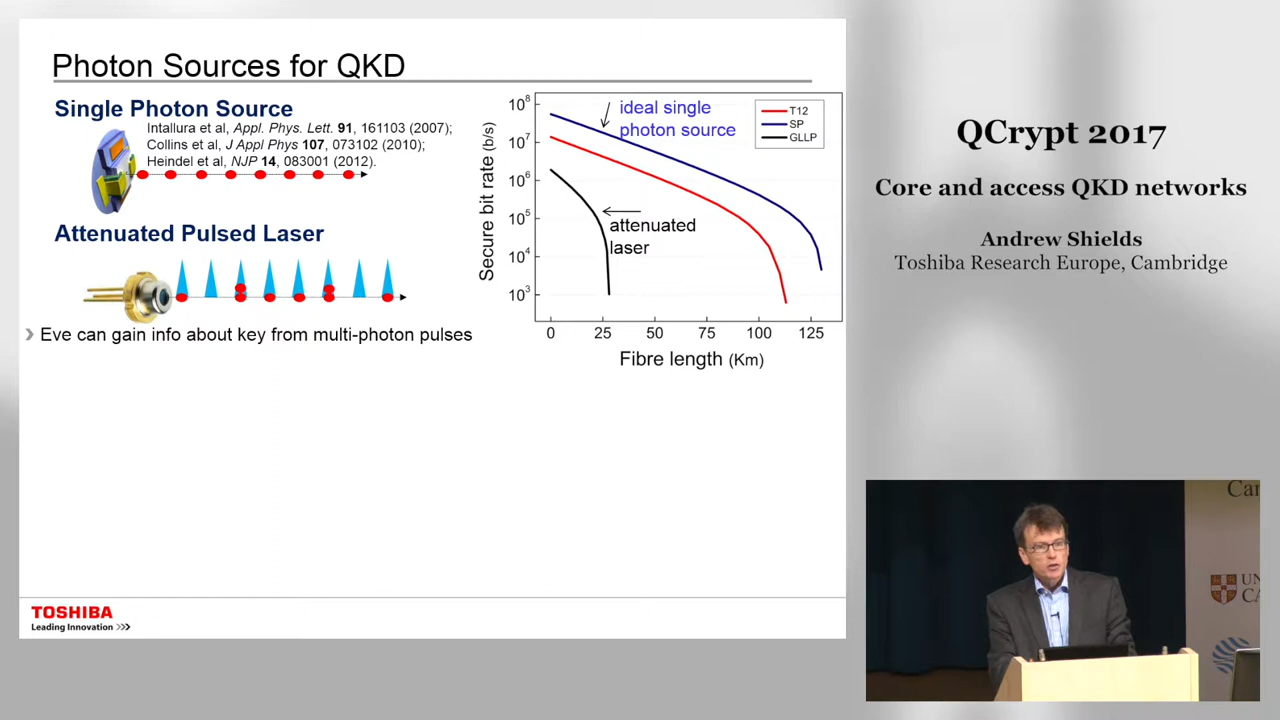 Photon Sources for QKD
Single Photon Source
Intallura et al, Appl. Phys. Lett. 91, 161103 (2007);
Collins et al, J Appl Phys 107, 073102 (2010);
Heindel et al, NJP 14, 083001 (2012).
Attenuated Pulsed Laser
Eve can gain info about key from multi-photon pulses
Secure bit rate (b/s)
10⁸
10⁷
10⁶
10⁵
10⁴
10³
ideal single
photon source
attenuated
laser
T12
SP
GLLP
0 25 50 75 100 125
Fibre length (Km)
TOSHIBA
Leading Innovation >>>
QCrypt 2017
Core and access QKD networks
Andrew Shields
Toshiba Research Europe, Cambridge